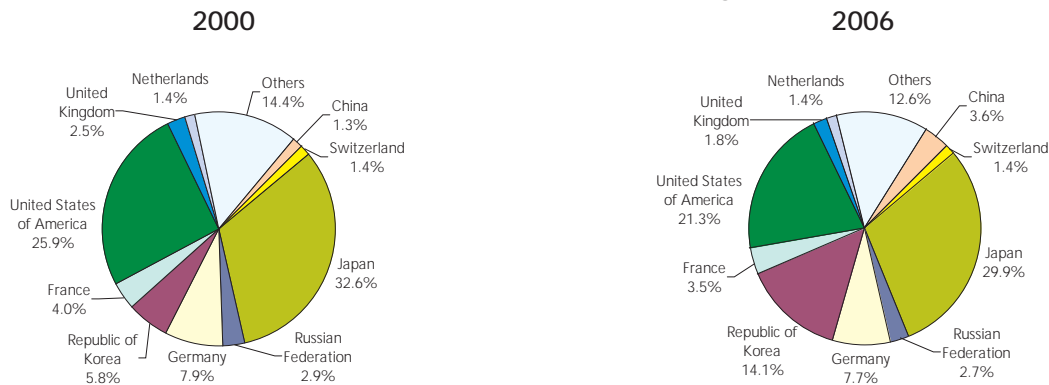 2000
Netherlands
1.4%
Others
14.4%
China
1.3%
Switzerland
1.4%
Japan
32.6%
Russian
Federation
2.9%
Germany
7.9%
Republic of
Korea
5.8%
France
4.0%
United States
of America
25.9%
United
Kingdom
2.5%
2006
Netherlands
1.4%
Others
12.6%
China
3.6%
Switzerland
1.4%
Japan
29.9%
Russian
Federation
2.7%
Germany
7.7%
Republic of
Korea
14.1%
France
3.5%
United States
of America
21.3%
United
Kingdom
1.8%